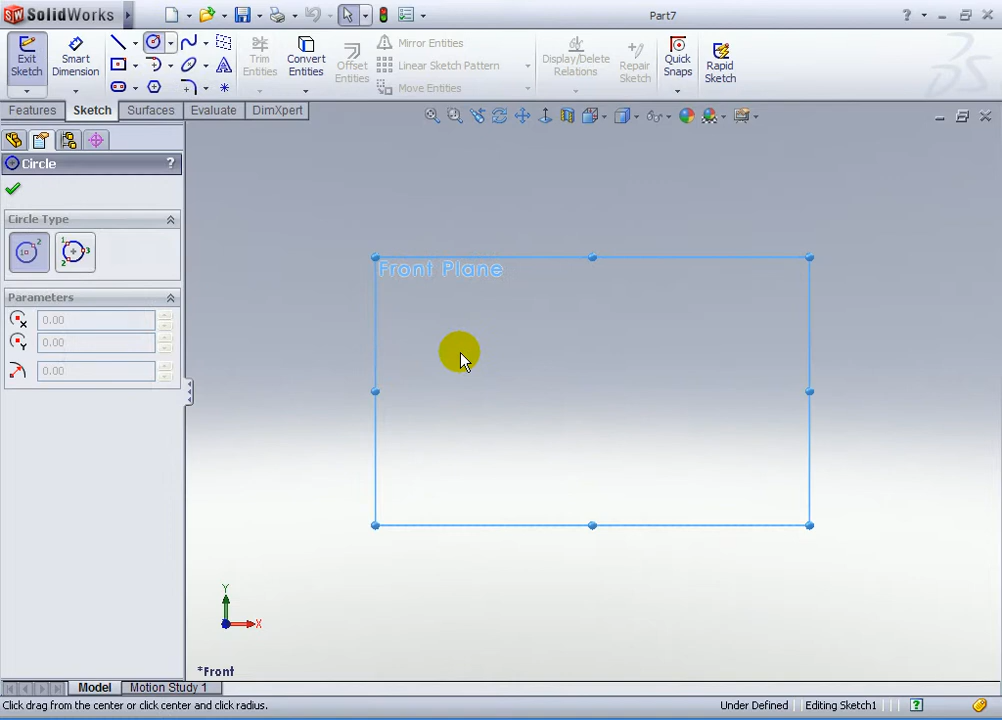 SolidWorks
Part7
Exit Sketch
Smart Dimension
Trim Entities
Convert Entities
Offset Entities
Mirror Entities
Linear Sketch Pattern
Move Entities
Display/Delete Relations
Repair Sketch
Quick Snaps
Rapid Sketch
Features
Sketch
Surfaces
Evaluate
DimXpert
Circle
?
Circle Type
Parameters
0.00
0.00
0.00
Front Plane
Y
X
*Front
Model
Motion Study 1
Click drag from the center or click center and click radius.
Under Defined
Editing Sketch1
?